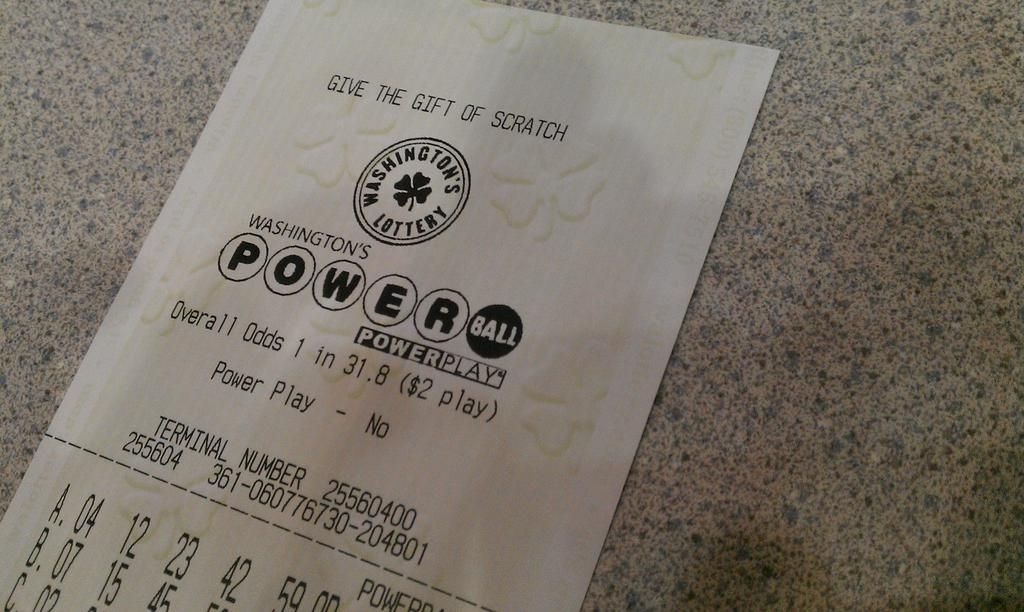 GIVE THE GIFT OF SCRATCH
WASHINGTON'S LOTTERY
WASHINGTON'S
POWER BALL
POWERPLAY
Overall Odds 1 in 31.8 ($2 play)
Power Play - No
TERMINAL NUMBER 25560400
255604 361-060776730-204801
A. 04 12 23 42 59
B. 07 15 45
C.